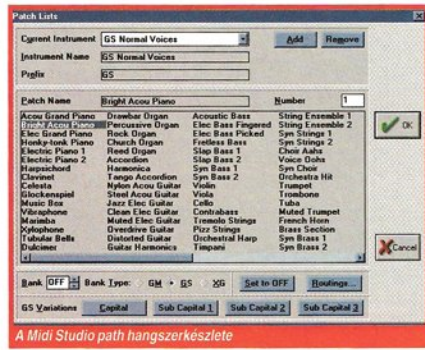 Patch Lists
Current Instrument GS Normal Voices Add Remove
Instrument Name GS Normal Voices
Prefix GS
Patch Name Bright Acou Piano Number 1
Acou Grand Piano Drawbar Organ Acoustic Bass String Ensemble 1
Bright Acou Piano Percussive Organ Elec Bass Fingered String Ensemble 2
Elec Grand Piano Rock Organ Elec Bass Picked Syn Strings 1
Honky-tonk Piano Church Organ Fretless Bass Syn Strings 2
Electric Piano 1 Reed Organ Slap Bass 1 Choir Aahs
Electric Piano 2 Accordion Slap Bass 2 Voice Oohs
Harpsichord Harmonica Syn Bass 1 Syn Choir
Clavinet Tango Accordion Syn Bass 2 Orchestra Hit
Celesta Nylon Acou Guitar Violin Trumpet
Glockenspiel Steel Acou Guitar Viola Trombone
Music Box Jazz Elec Guitar Cello Tuba
Vibraphone Clean Elec Guitar Contrabass Muted Trumpet
Marimba Muted Elec Guitar Tremolo Strings French Horn
Xylophone Overdrive Guitar Pizz Strings Brass Section
Tubular Bells Distorted Guitar Orchestral Harp Syn Brass 1
Dulcimer Guitar Harmonics Timpani Syn Brass 2
OK
Cancel
Bank OFF Bank Type: GM GS XG Set to OFF Routings...
GS Variations Capital Sub Capital 1 Sub Capital 2 Sub Capital 3
A Midi Studio path hangszerkészlete